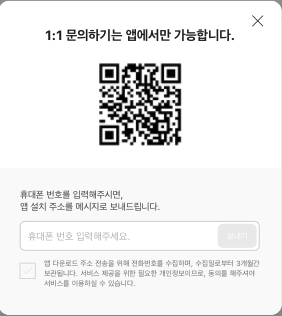 1:1 문의하기는 앱에서만 가능합니다.
휴대폰 번호를 입력해주시면,
앱 설치 주소를 메시지로 보내드립니다.
휴대폰 번호 입력해주세요.
보내기
앱 다운로드 주소 전송을 위해 전화번호를 수집하며, 수집일로부터 3개월간
보관됩니다. 서비스 제공을 위한 필요한 개인정보이므로, 동의를 해주셔야
서비스를 이용하실 수 있습니다.